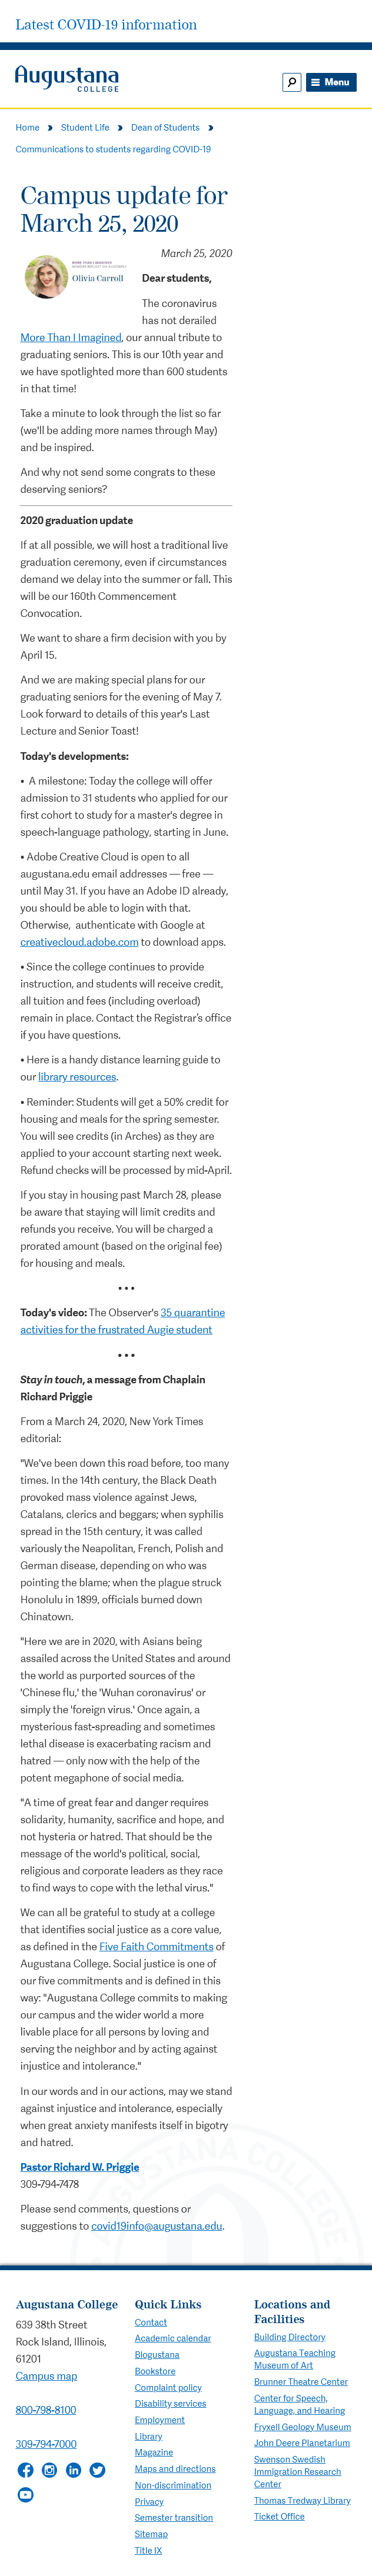 Latest COVID-19 information
Augustana
COLLEGE
Menu
Home
Student Life
Dean of Students
Communications to students regarding COVID-19
Campus update for
March 25, 2020
March 25, 2020
Olivia Carroll
Dear students,
The coronavirus
has not derailed
More Than I Imagined, our annual tribute to
graduating seniors. This is our 10th year and
we have spotlighted more than 600 students
in that time!
Take a minute to look through the list so far
(we'll be adding more names through May)
and be inspired.
And why not send some congrats to these
deserving seniors?
2020 graduation update
If at all possible, we will host a traditional live
graduation ceremony, even if circumstances
demand we delay into the summer or fall. This
will be our 160th Commencement
Convocation.
We want to share a firm decision with you by
April 15.
And we are making special plans for our
graduating seniors for the evening of May 7.
Look forward to details of this year's Last
Lecture and Senior Toast!
Today's developments:
• A milestone: Today the college will offer
admission to 31 students who applied for our
first cohort to study for a master's degree in
speech-language pathology, starting in June.
• Adobe Creative Cloud is open to all
augustana.edu email addresses — free —
until May 31. If you have an Adobe ID already,
you should be able to login with that.
Otherwise, authenticate with Google at
creativecloud.adobe.com to download apps.
• Since the college continues to provide
instruction, and students will receive credit,
all tuition and fees (including overload)
remain in place. Contact the Registrar's office
if you have questions.
• Here is a handy distance learning guide to
our library resources.
• Reminder: Students will get a 50% credit for
housing and meals for the spring semester.
You will see credits (in Arches) as they are
applied to your account starting next week.
Refund checks will be processed by mid-April.
If you stay in housing past March 28, please
be aware that staying will limit credits and
refunds you receive. You will be charged a
prorated amount (based on the original fee)
for housing and meals.
• • •
Today's video: The Observer's 35 quarantine
activities for the frustrated Augie student
• • •
Stay in touch, a message from Chaplain
Richard Priggie
From a March 24, 2020, New York Times
editorial:
"We've been down this road before, too many
times. In the 14th century, the Black Death
provoked mass violence against Jews,
Catalans, clerics and beggars; when syphilis
spread in the 15th century, it was called
variously the Neapolitan, French, Polish and
German disease, depending on who was
pointing the blame; when the plague struck
Honolulu in 1899, officials burned down
Chinatown.
"Here we are in 2020, with Asians being
assailed across the United States and around
the world as purported sources of the
'Chinese flu,' the 'Wuhan coronavirus' or
simply the 'foreign virus.' Once again, a
mysterious fast-spreading and sometimes
lethal disease is exacerbating racism and
hatred — only now with the help of the
potent megaphone of social media.
"A time of great fear and danger requires
solidarity, humanity, sacrifice and hope, and
not hysteria or hatred. That should be the
message of the world's political, social,
religious and corporate leaders as they race
to find ways to cope with the lethal virus."
We can all be grateful to study at a college
that identifies social justice as a core value,
as defined in the Five Faith Commitments of
Augustana College. Social justice is one of
our five commitments and is defined in this
way: "Augustana College commits to making
our campus and the wider world a more
livable place for all persons by loving and
serving the neighbor and by acting against
injustice and intolerance."
In our words and in our actions, may we stand
against injustice and intolerance, especially
when great anxiety manifests itself in bigotry
and hatred.
Pastor Richard W. Priggie
309-794-7478
Please send comments, questions or
suggestions to covid19info@augustana.edu.
Augustana College
639 38th Street
Rock Island, Illinois,
61201
Campus map
800-798-8100
309-794-7000
Quick Links
Contact
Academic calendar
Blogustana
Bookstore
Complaint policy
Disability services
Employment
Library
Magazine
Maps and directions
Non-discrimination
Privacy
Semester transition
Sitemap
Title IX
Locations and
Facilities
Building Directory
Augustana Teaching
Museum of Art
Brunner Theatre Center
Center for Speech,
Language, and Hearing
Fryxell Geology Museum
John Deere Planetarium
Swenson Swedish
Immigration Research
Center
Thomas Tredway Library
Ticket Office